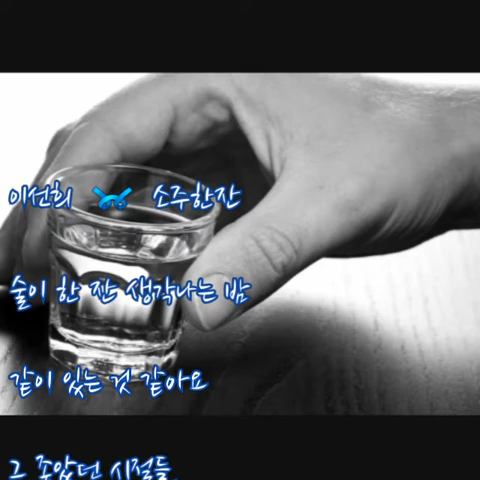 이선희 소주한잔
술이 한 잔 생각나는 밤
같이 있는 것 같아요
그 좋았던 시절들